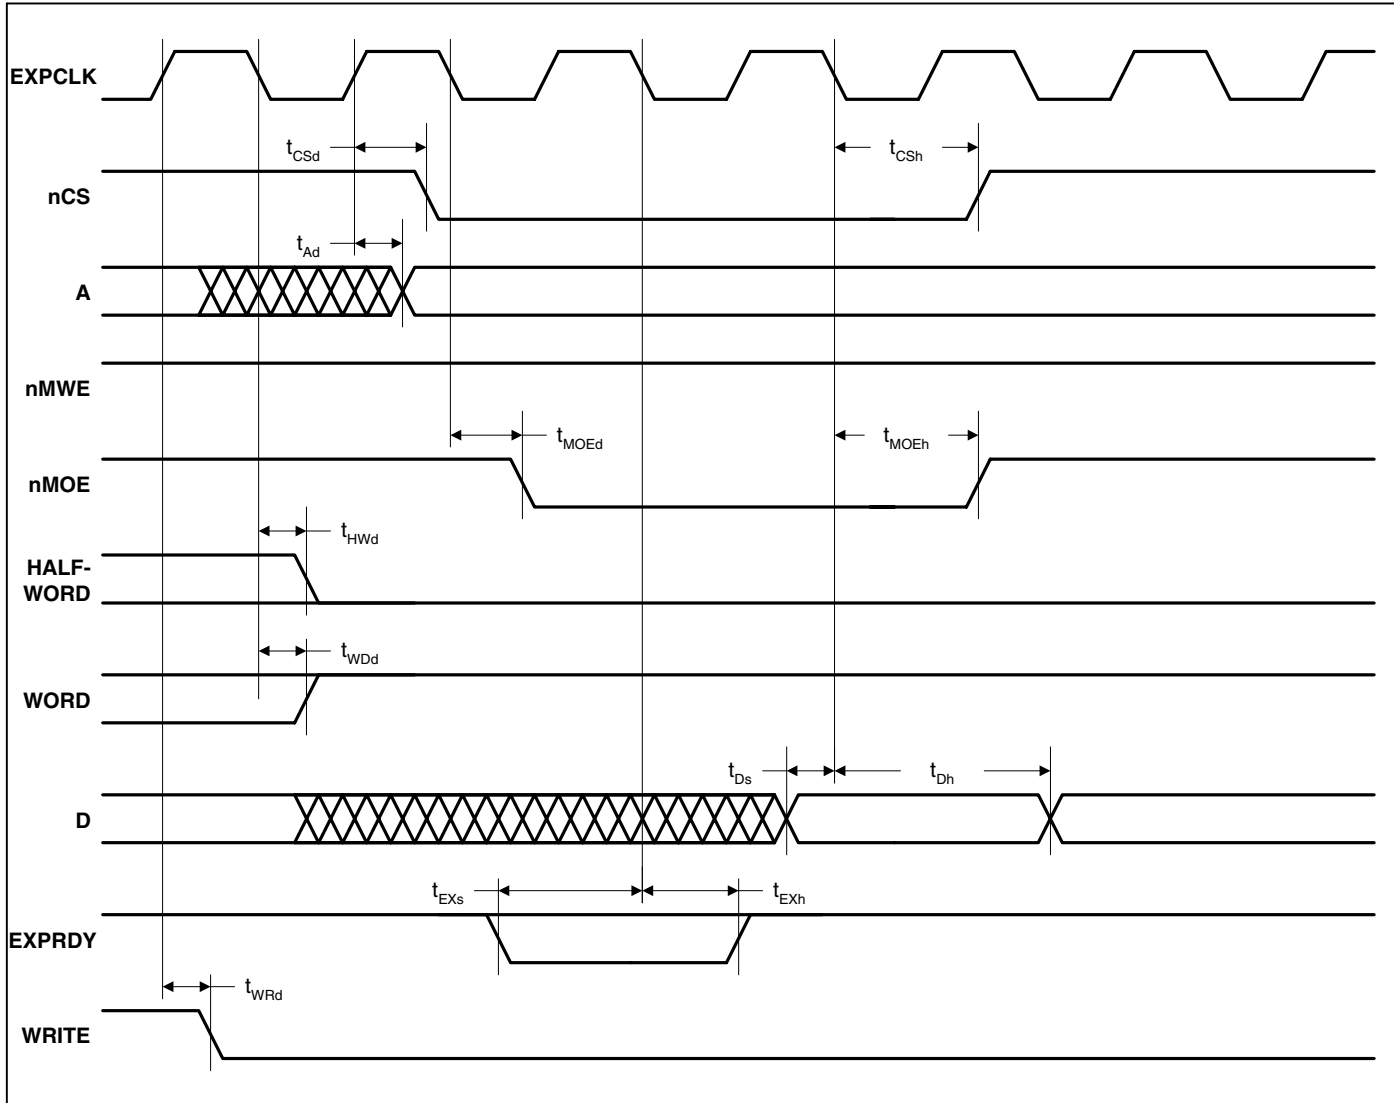 EXPCLK
tCSd
tCSh
nCS
tAd
A
nMWE
tMOEd
tMOEh
nMOE
tHWd
HALF-
WORD
tWDd
WORD
tDs
tDh
D
tEXs
tEXh
EXPRDY
tWRd
WRITE